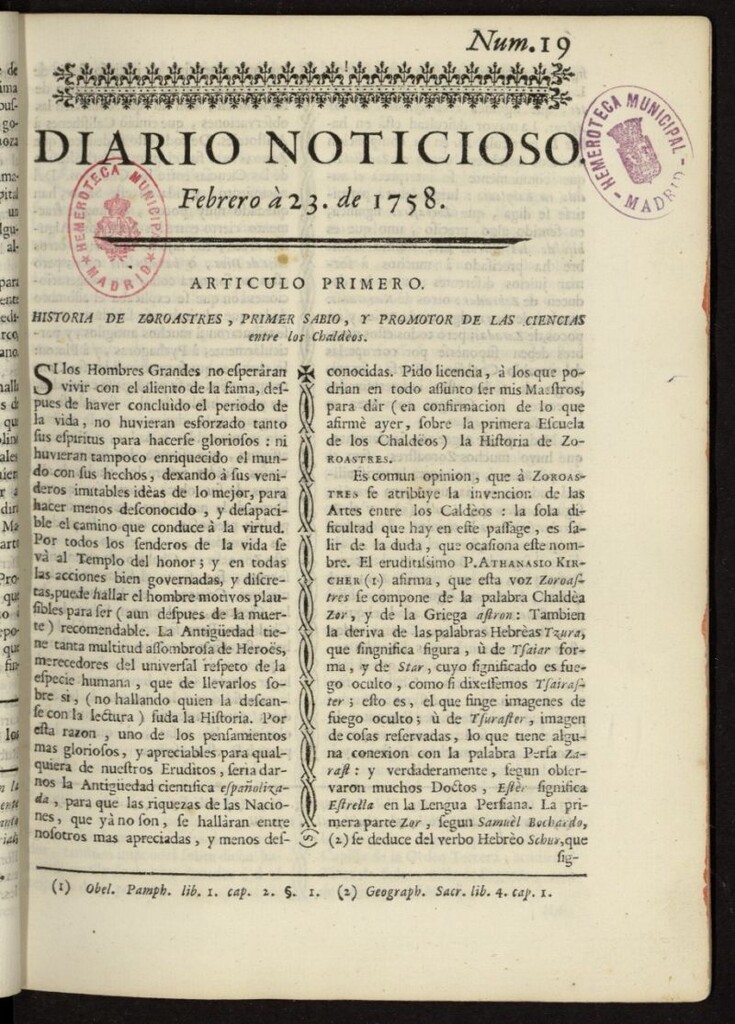 Num. 19
DIARIO NOTICIOSO.
Febrero à 23. de 1758.
HEMEROTECA MUNICIPAL
MADRID
HEMEROTECA MUNICIPAL
MADRID
ARTICULO PRIMERO.
HISTORIA DE ZOROASTRES, PRIMER SABIO, Y PROMOTOR DE LAS CIENCIAS
entre los Chaldèos.
SI los Hombres Grandes no eſperáran
vivir con el aliento de la fama, deſ-
pues de haver concluìdo el periodo de
la vida, no huvieran esforzado tanto
ſus eſpiritus para hacerſe glorioſos : ni
huvieran tampoco enriquecido el mun-
do con ſus hechos, dexando à ſus veni-
deros imitables idèas de lo mejor, para
hacer menos deſconocido, y deſapaci-
ble el camino que conduce à la virtud.
Por todos los ſenderos de la vida ſe
và al Templo del honor; y en todas
las acciones bien governadas, y diſcre-
tas, puede hallar el hombre motivos plau-
ſibles para ſer ( aun deſpues de la muer-
te ) recomendable. La Antigüedad tie-
ne tanta multitud aſſombroſa de Heroes,
merecedores del univerſal reſpeto de la
eſpecie humana, que de llevarlos ſo-
bre sì, ( no hallando quien la deſcan-
ſe con la lectura ) ſuda la Hiſtoria. Por
eſta razon, uno de los penſamientos
mas glorioſos, y apreciables para qual-
quiera de nueſtros Eruditos, ſeria dar-
nos la Antigüedad cientifica eſpañoliza-
da, para que las riquezas de las Nacio-
nes, que yà no ſon, ſe hallàran entre
noſotros mas apreciadas, y menos deſ-
conocidas. Pido licencia, à los que po-
drian en todo aſſunto ſer mis Maeſtros,
para dár ( en confirmacion de lo que
afirmè ayer, ſobre la primera Eſcuela
de los Chaldèos ) la Hiſtoria de Zo-
ROASTRES.
Es comun opinion, que à ZOROAS-
TRES ſe atribuye la invencion de las
Artes entre los Caldèos : la ſola di-
ficultad que hay en eſte paſſage, es ſa-
lir de la duda, que ocaſiona eſte nom-
bre. El eruditiſsimo P. ATHANASIO KIR-
CHER (1) afirma, que eſta voz Zoroaſ-
tres ſe compone de la palabra Chaldèa
Zor, y de la Griega aſtron: Tambien
la deriva de las palabras Hebrèas Tzura,
que ſingnifica figura, ù de Tſaiar for-
ma, y de Star, cuyo ſignificado es fue-
go oculto, como ſi dixeſſemos Tſairaſ-
ter; eſto es, el que finge imagenes de
fuego oculto; ù de Tſuraſter, imagen
de coſas reſervadas, lo que tiene algu-
na conexion con la palabra Perſa Za-
raſt: y verdaderamente, ſegun obſer-
varon muchos Doctos, Eſtèr ſignifica
Eſtrella en la Lengua Perſiana. La pri-
mera parte Zor, ſegun Samuèl Bochardo,
(2) ſe deduce del verbo Hebrèo Schur, que
ſig-
(1) Obel. Pamph. lib. 1. cap. 2. §. 1. (2) Geograph. Sacr. lib. 4. cap. 1.